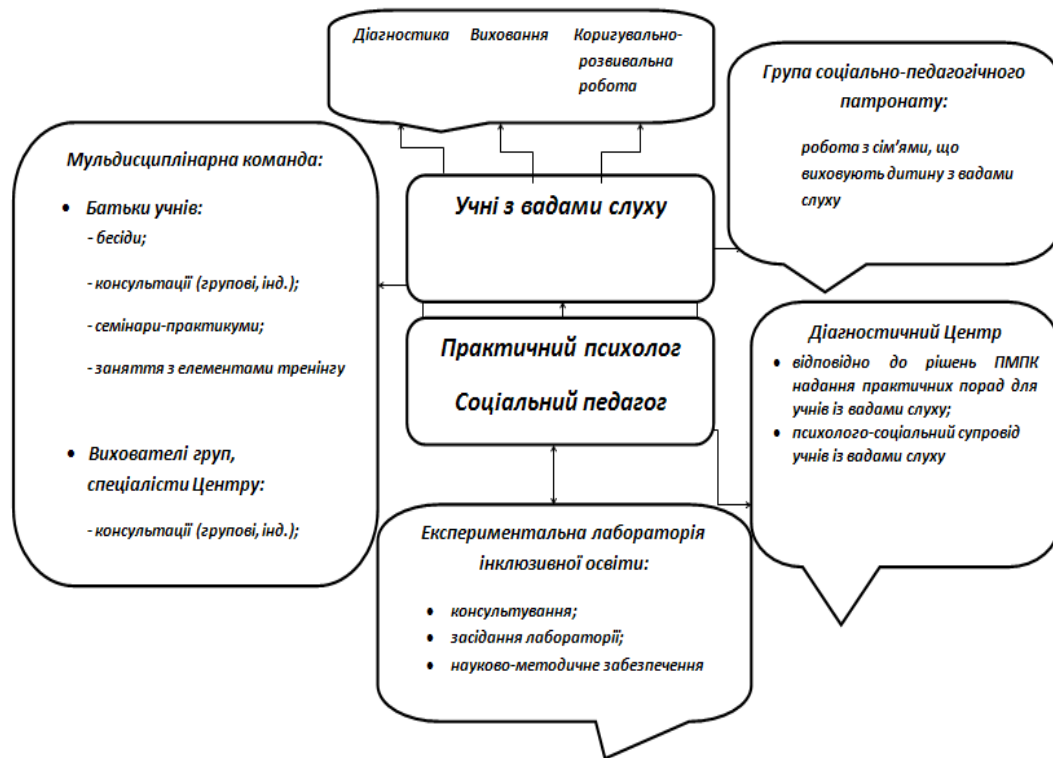 Діагностика Виховання Коригувально-
розвивальна
робота
Група соціально-педагогічного
патронату:
робота з сім’ями, що
виховують дитину з вадами
слуху
Мульдисциплінарна команда:
• Батьки учнів:
- бесіди;
- консультації (групові, інд.);
- семінари-практикуми;
- заняття з елементами тренінгу
• Вихователі груп,
спеціалісти Центру:
- консультації (групові, інд.);
Учні з вадами слуху
Практичний психолог
Соціальний педагог
Діагностичний Центр
• відповідно до рішень ПМПК
надання практичних порад для
учнів із вадами слуху;
• психолого-соціальний супровід
учнів із вадами слуху
Експериментальна лабораторія
інклюзивної освіти:
• консультування;
• засідання лабораторії;
• науково-методичне забезпечення